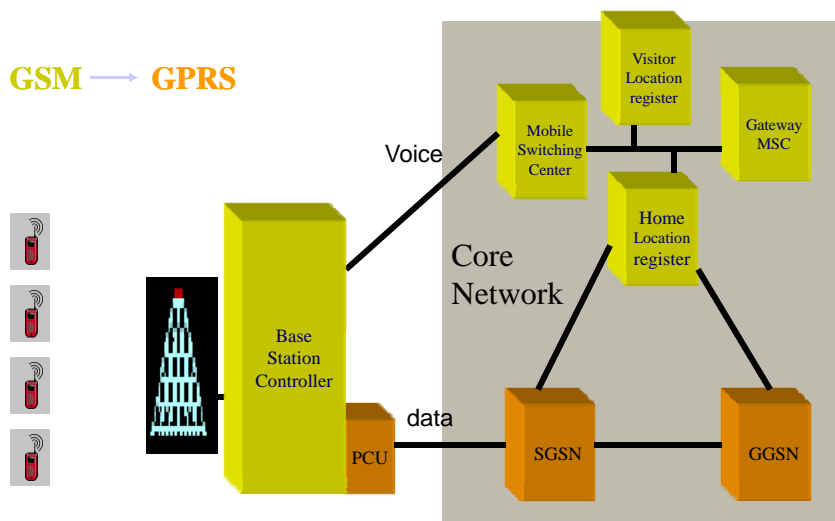 GSM GPRS
Visitor
Location
register
Gateway
MSC
Mobile
Switching
Center
Voice
Home
Location
register
Core
Network
Base
Station
Controller
data
PCU
SGSN
GGSN